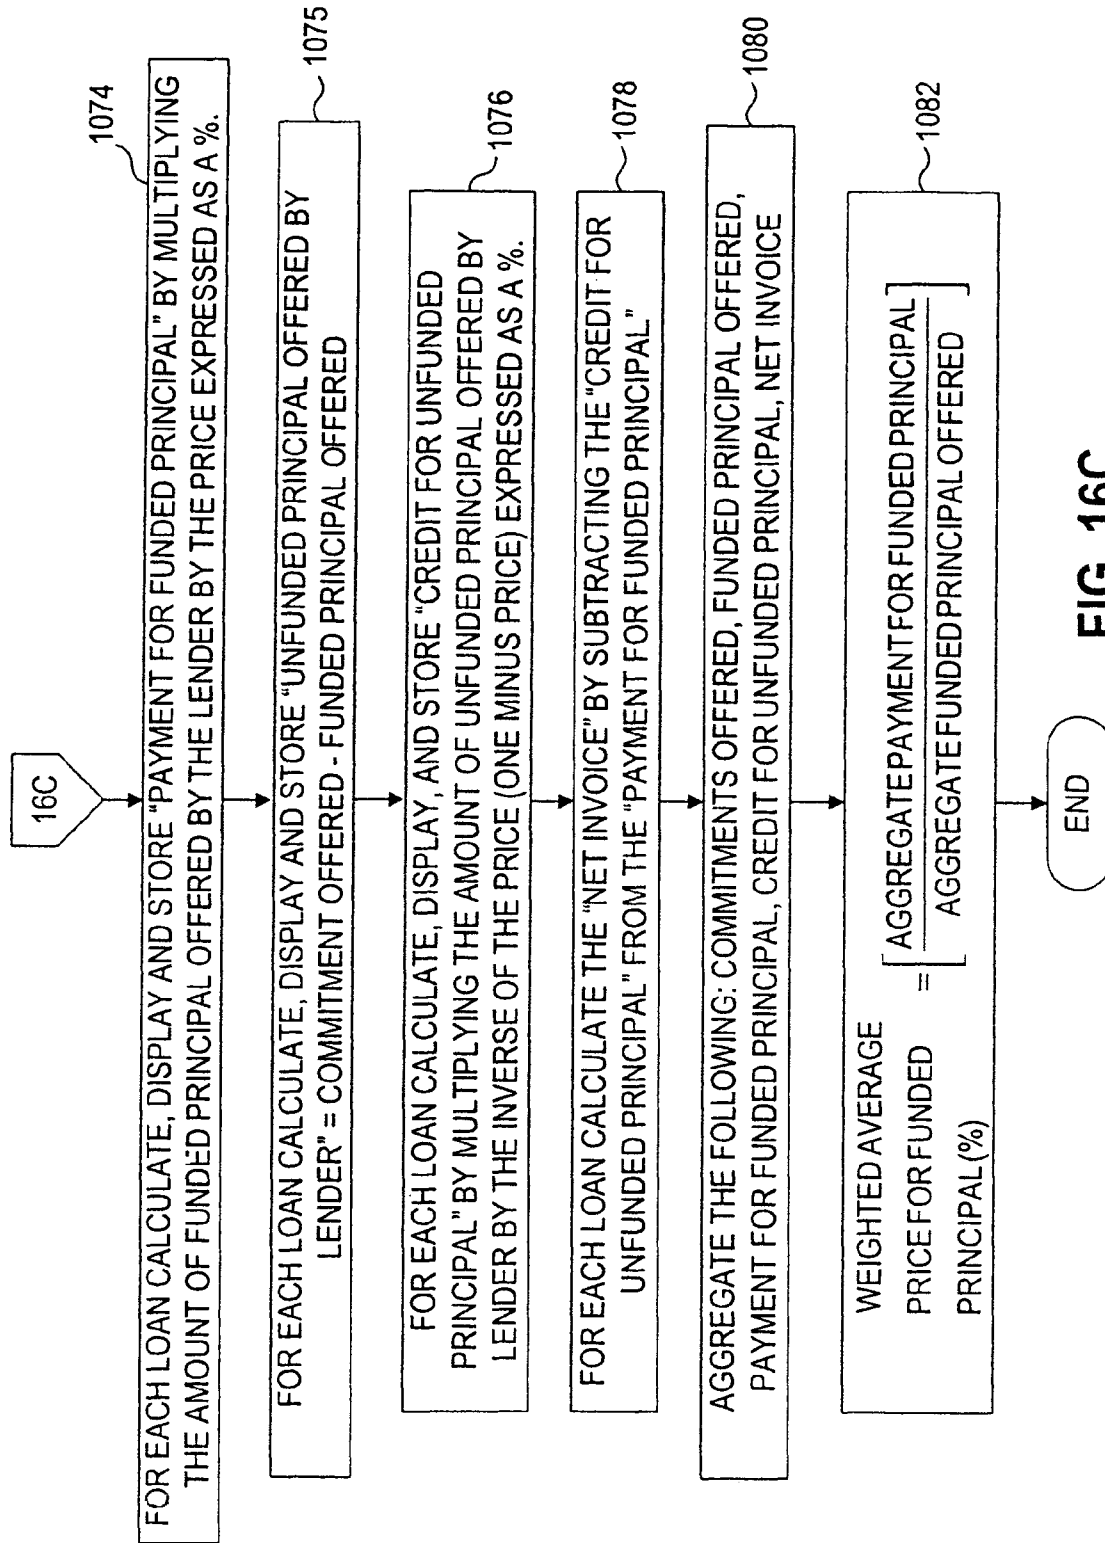 16C
1074
FOR EACH LOAN CALCULATE, DISPLAY AND STORE "PAYMENT FOR FUNDED PRINCIPAL" BY MULTIPLYING
THE AMOUNT OF FUNDED PRINCIPAL OFFERED BY THE LENDER BY THE PRICE EXPRESSED AS A %.
1075
FOR EACH LOAN CALCULATE, DISPLAY AND STORE "UNFUNDED PRINCIPAL OFFERED BY
LENDER" = COMMITMENT OFFERED - FUNDED PRINCIPAL OFFERED
1076
FOR EACH LOAN CALCULATE, DISPLAY, AND STORE "CREDIT FOR UNFUNDED
PRINCIPAL" BY MULTIPLYING THE AMOUNT OF UNFUNDED PRINCIPAL OFFERED BY
LENDER BY THE INVERSE OF THE PRICE (ONE MINUS PRICE) EXPRESSED AS A %.
1078
FOR EACH LOAN CALCULATE THE "NET INVOICE" BY SUBTRACTING THE "CREDIT FOR
UNFUNDED PRINCIPAL" FROM THE "PAYMENT FOR FUNDED PRINCIPAL."
1080
AGGREGATE THE FOLLOWING: COMMITMENTS OFFERED, FUNDED PRINCIPAL OFFERED,
PAYMENT FOR FUNDED PRINCIPAL, CREDIT FOR UNFUNDED PRINCIPAL, NET INVOICE
1082
WEIGHTED AVERAGE
PRICE FOR FUNDED
PRINCIPAL (%)
=
[AGGREGATE PAYMENT FOR FUNDED PRINCIPAL]
[AGGREGATE FUNDED PRINCIPAL OFFERED]
END
FIG. 16C